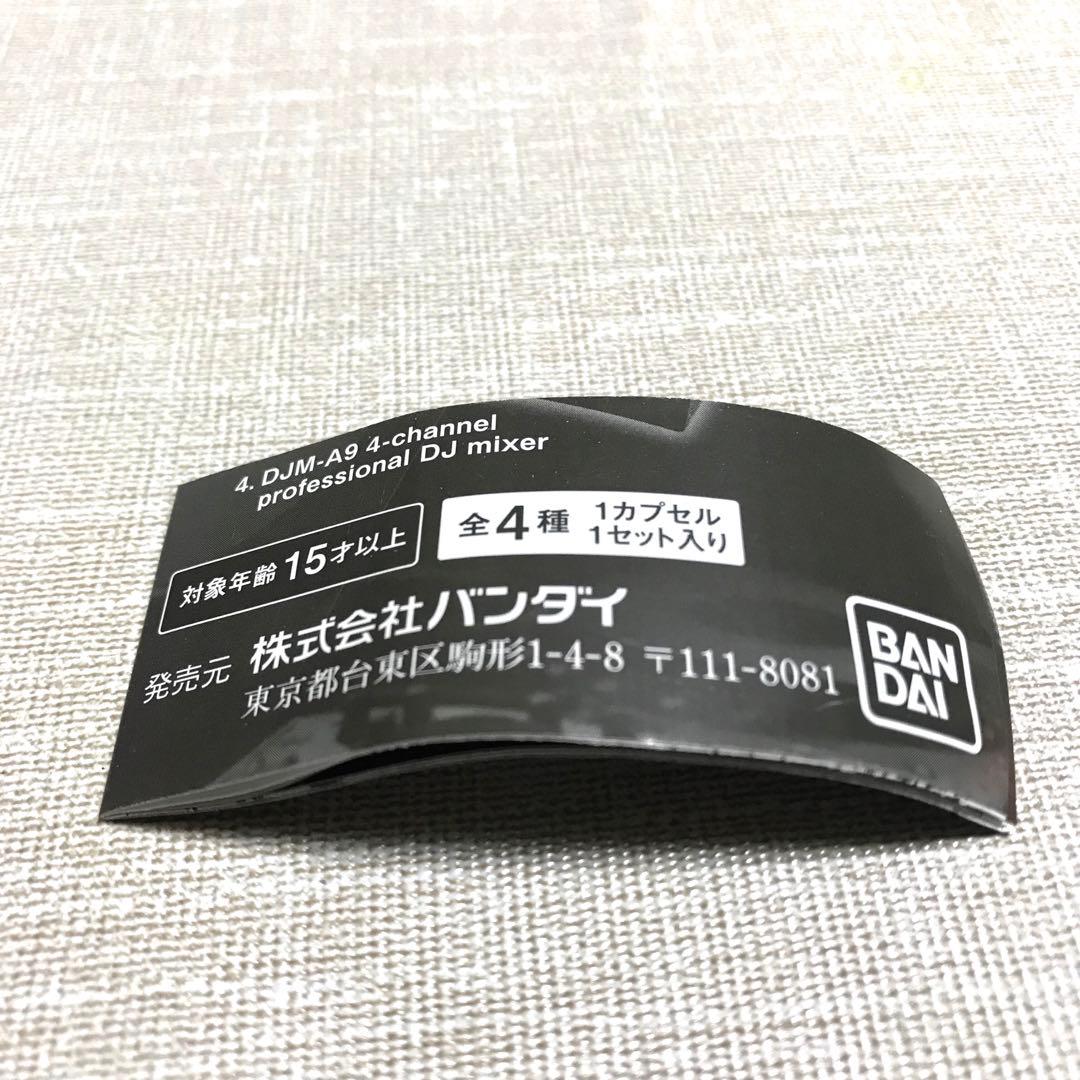 4. DJM-A9 4-channel
professional DJ mixer
対象年齢15才以上
全4種
1カプセル
1セット入り
発売元
株式会社バンダイ
東京都台東区駒形1-4-8 〒111-8081
BAN
DAI